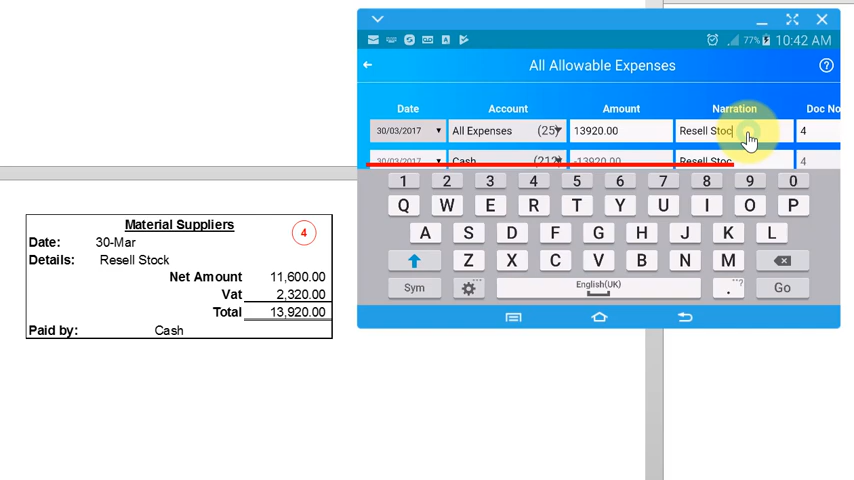 77% 10:42 AM
All Allowable Expenses ?
Date Account Amount Narration Doc No
30/03/2017 All Expenses (25) 13920.00 Resell Stoc 4
30/03/2017 Cash (212) -13920.00 Resell Stoc 4
1 2 3 4 5 6 7 8 9 0
Q W E R T Y U I O P
A S D F G H J K L
Z X C V B N M
Sym English(UK) . Go
Material Suppliers 4
Date: 30-Mar
Details: Resell Stock
Net Amount 11,600.00
Vat 2,320.00
Total 13,920.00
Paid by: Cash